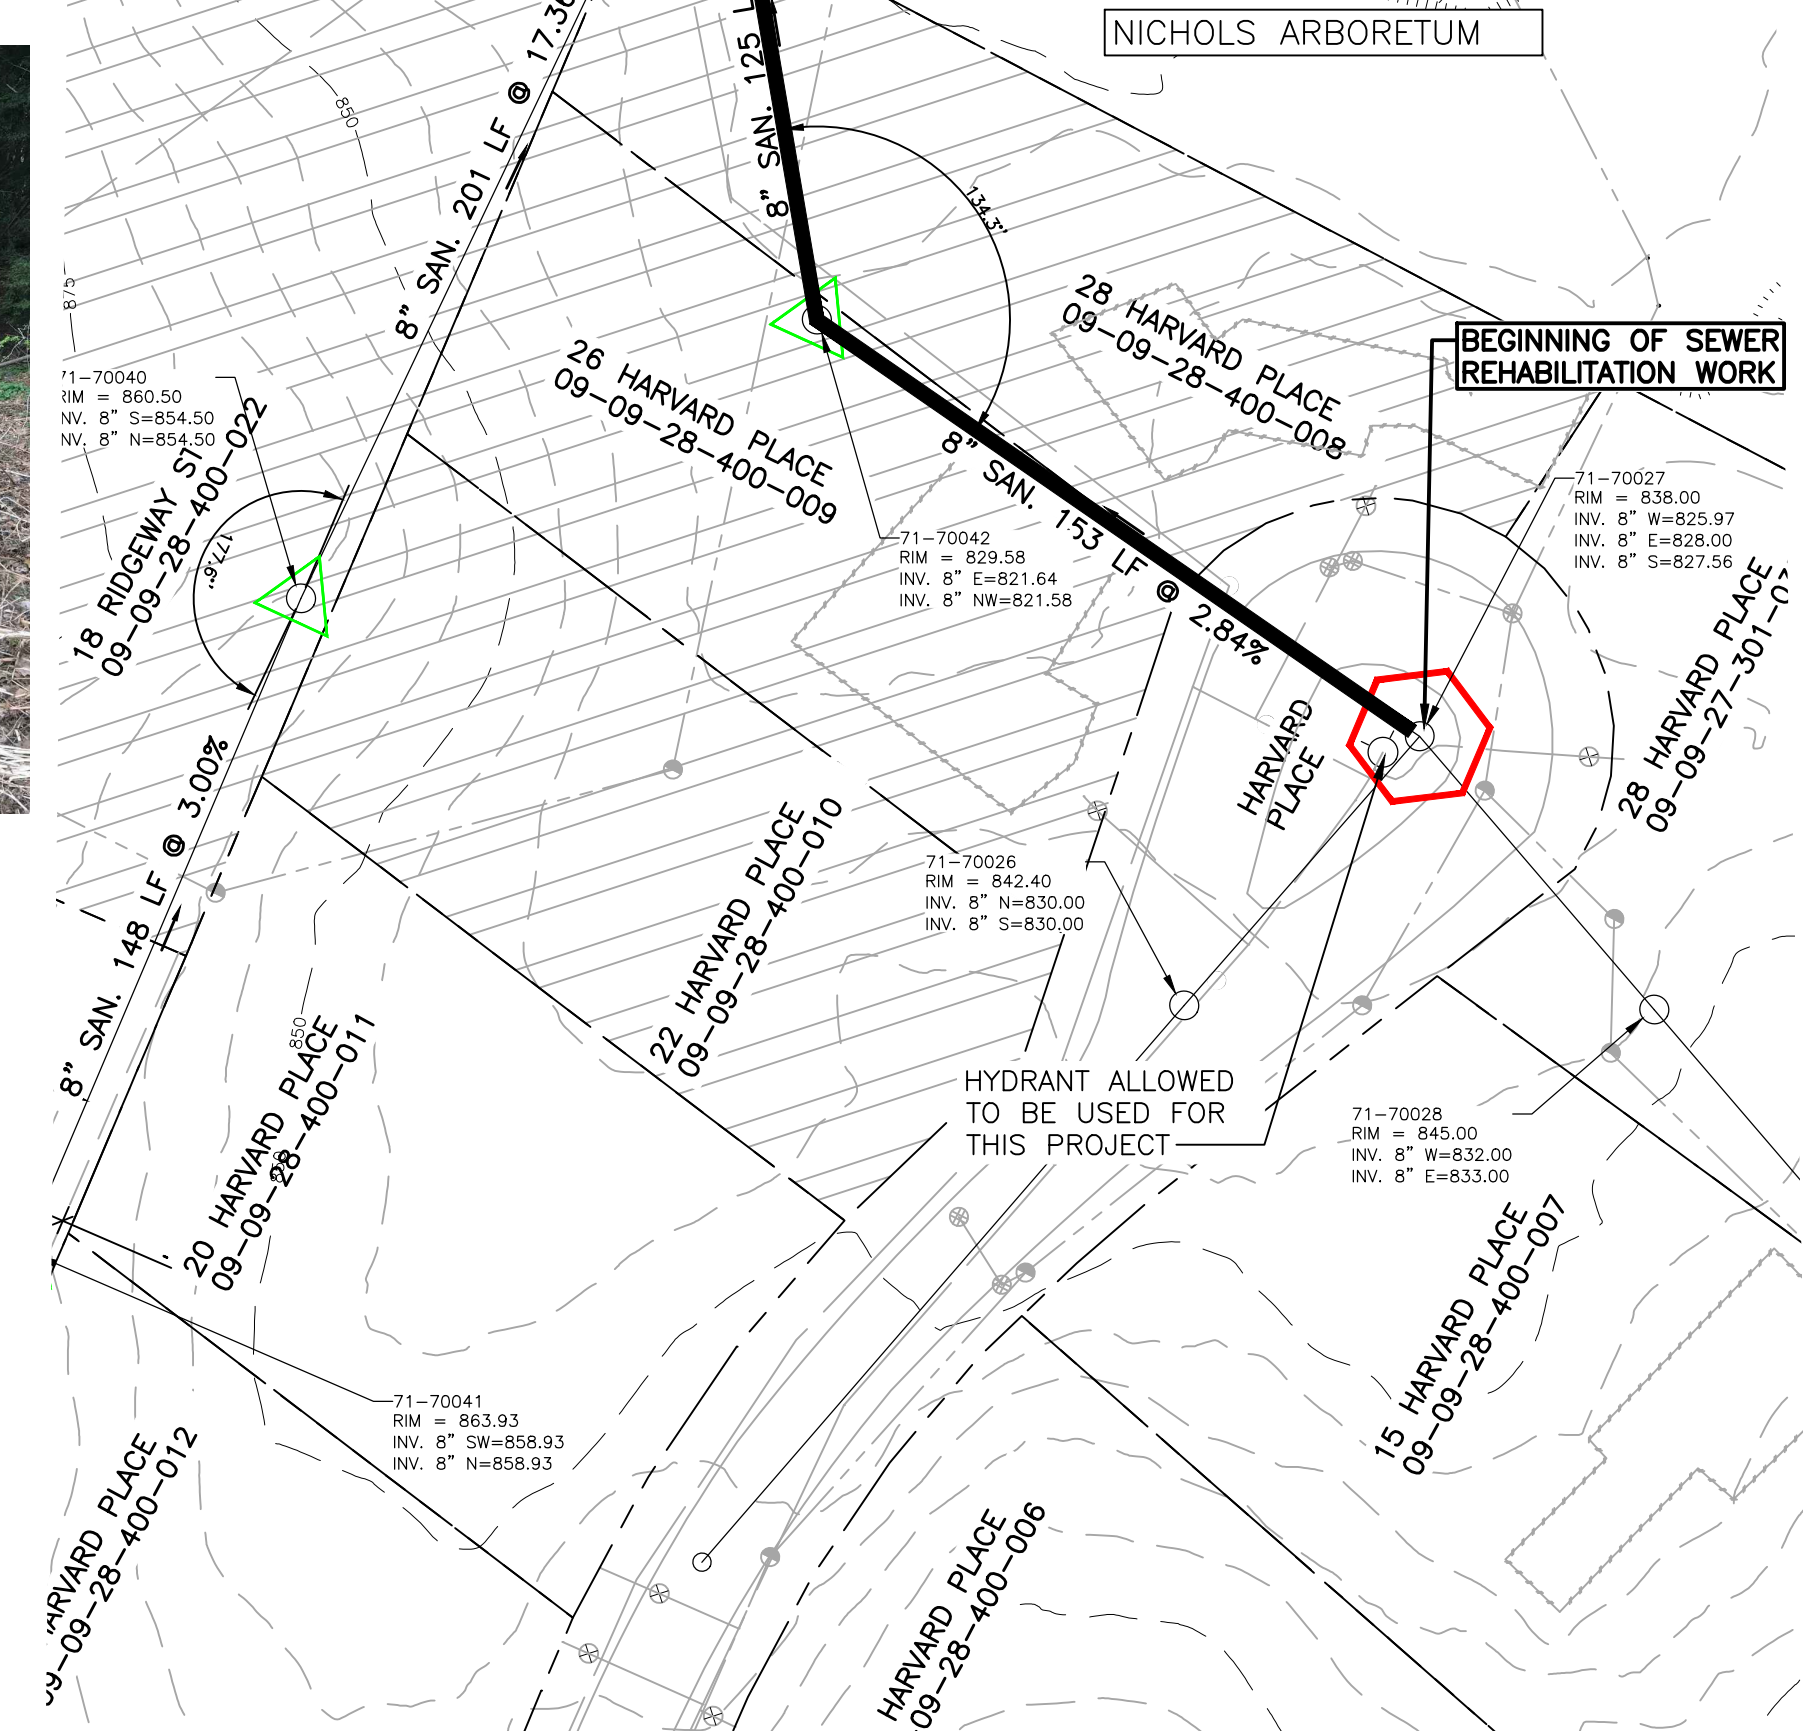 NICHOLS ARBORETUM
8" SAN. 125 L
8" SAN. 201 LF @ 17.36
850
134.3°
875
28 HARVARD PLACE
09-09-28-400-008
BEGINNING OF SEWER
REHABILITATION WORK
26 HARVARD PLACE
09-09-28-400-009
71-70040
RIM = 860.50
INV. 8" S=854.50
INV. 8" N=854.50
18 RIDGEWAY ST
09-09-28-400-022
177.6°
8" SAN. 153 LF @ 2.84%
71-70027
RIM = 838.00
INV. 8" W=825.97
INV. 8" E=828.00
INV. 8" S=827.56
71-70042
RIM = 829.58
INV. 8" E=821.64
INV. 8" NW=821.58
28 HARVARD PLACE
09-09-27-301-0
HARVARD
PLACE
8" SAN. 148 LF @ 3.00%
22 HARVARD PLACE
09-09-28-400-010
71-70026
RIM = 842.40
INV. 8" N=830.00
INV. 8" S=830.00
20 HARVARD PLACE
09-09-28-400-011
850
HYDRANT ALLOWED
TO BE USED FOR
THIS PROJECT
71-70028
RIM = 845.00
INV. 8" W=832.00
INV. 8" E=833.00
15 HARVARD PLACE
09-09-28-400-007
71-70041
RIM = 863.93
INV. 8" SW=858.93
INV. 8" N=858.93
HARVARD PLACE
09-09-28-400-012
HARVARD PLACE
09-28-400-006